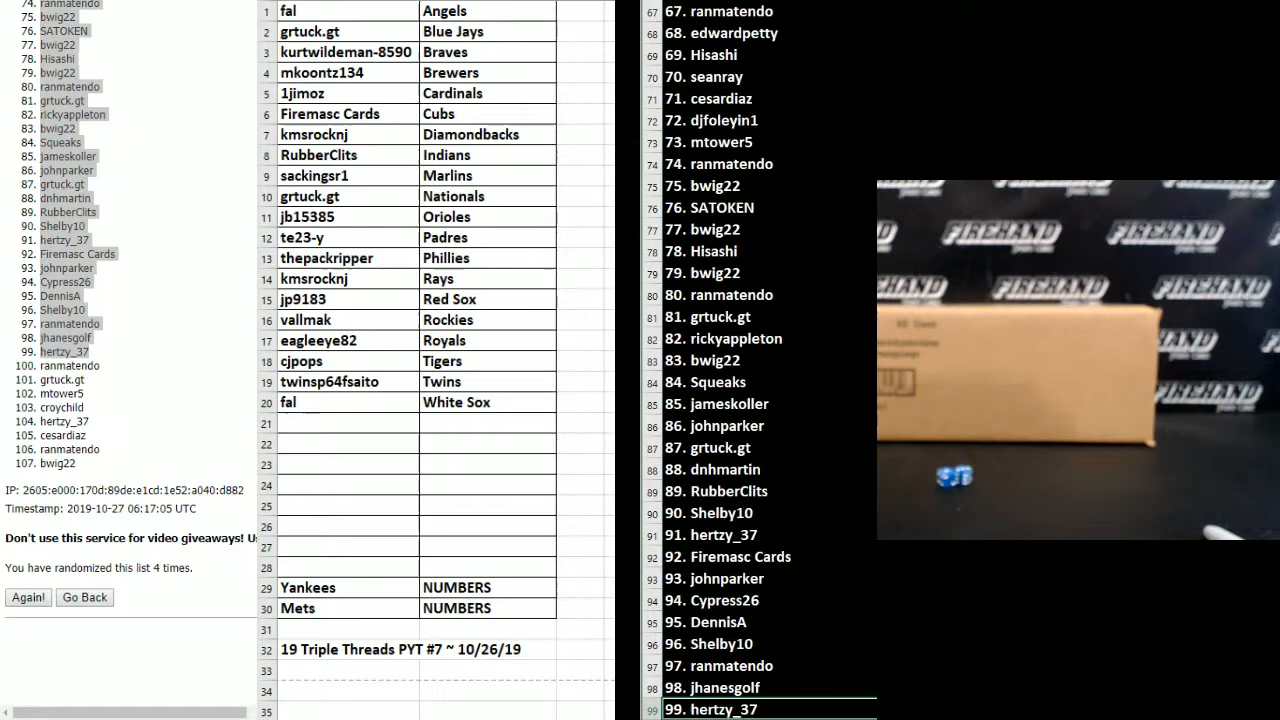 74. ranmatendo
75. bwig22
76. SATOKEN
77. bwig22
78. Hisashi
79. bwig22
80. ranmatendo
81. grtuck.gt
82. rickyappleton
83. bwig22
84. Squeaks
85. jameskoller
86. johnparker
87. grtuck.gt
88. dnhmartin
89. RubberClits
90. Shelby10
91. hertzy_37
92. Firemasc Cards
93. johnparker
94. Cypress26
95. DennisA
96. Shelby10
97. ranmatendo
98. jhanesgolf
99. hertzy_37
100. ranmatendo
101. grtuck.gt
102. mtower5
103. croychild
104. hertzy_37
105. cesardiaz
106. ranmatendo
107. bwig22
IP: 2605:e000:170d:89de:e1cd:1e52:a040:d882
Timestamp: 2019-10-27 06:17:05 UTC
Don't use this service for video giveaways!
You have randomized this list 4 times.
Again! Go Back
1 fal Angels
2 grtuck.gt Blue Jays
3 kurtwildeman-8590 Braves
4 mkoontz134 Brewers
5 1jimoz Cardinals
6 Firemasc Cards Cubs
7 kmsrocknj Diamondbacks
8 RubberClits Indians
9 sackingsr1 Marlins
10 grtuck.gt Nationals
11 jb15385 Orioles
12 te23-y Padres
13 thepackripper Phillies
14 kmsrocknj Rays
15 jp9183 Red Sox
16 vallmak Rockies
17 eagleeye82 Royals
18 cjpops Tigers
19 twinsp64fsaito Twins
20 fal White Sox
21
22
23
24
25
26
27
28
29 Yankees NUMBERS
30 Mets NUMBERS
31
32 19 Triple Threads PYT #7 ~ 10/26/19
33
34
35
67 67. ranmatendo
68 68. edwardpetty
69 69. Hisashi
70 70. seanray
71 71. cesardiaz
72 72. djfoleyin1
73 73. mtower5
74 74. ranmatendo
75 75. bwig22
76 76. SATOKEN
77 77. bwig22
78 78. Hisashi
79 79. bwig22
80 80. ranmatendo
81 81. grtuck.gt
82 82. rickyappleton
83 83. bwig22
84 84. Squeaks
85 85. jameskoller
86 86. johnparker
87 87. grtuck.gt
88 88. dnhmartin
89 89. RubberClits
90 90. Shelby10
91 91. hertzy_37
92 92. Firemasc Cards
93 93. johnparker
94 94. Cypress26
95 95. DennisA
96 96. Shelby10
97 97. ranmatendo
98 98. jhanesgolf
99 99. hertzy_37
FIREHAND FIREHAND
FIREHAND FIREHAND
FIREHAND